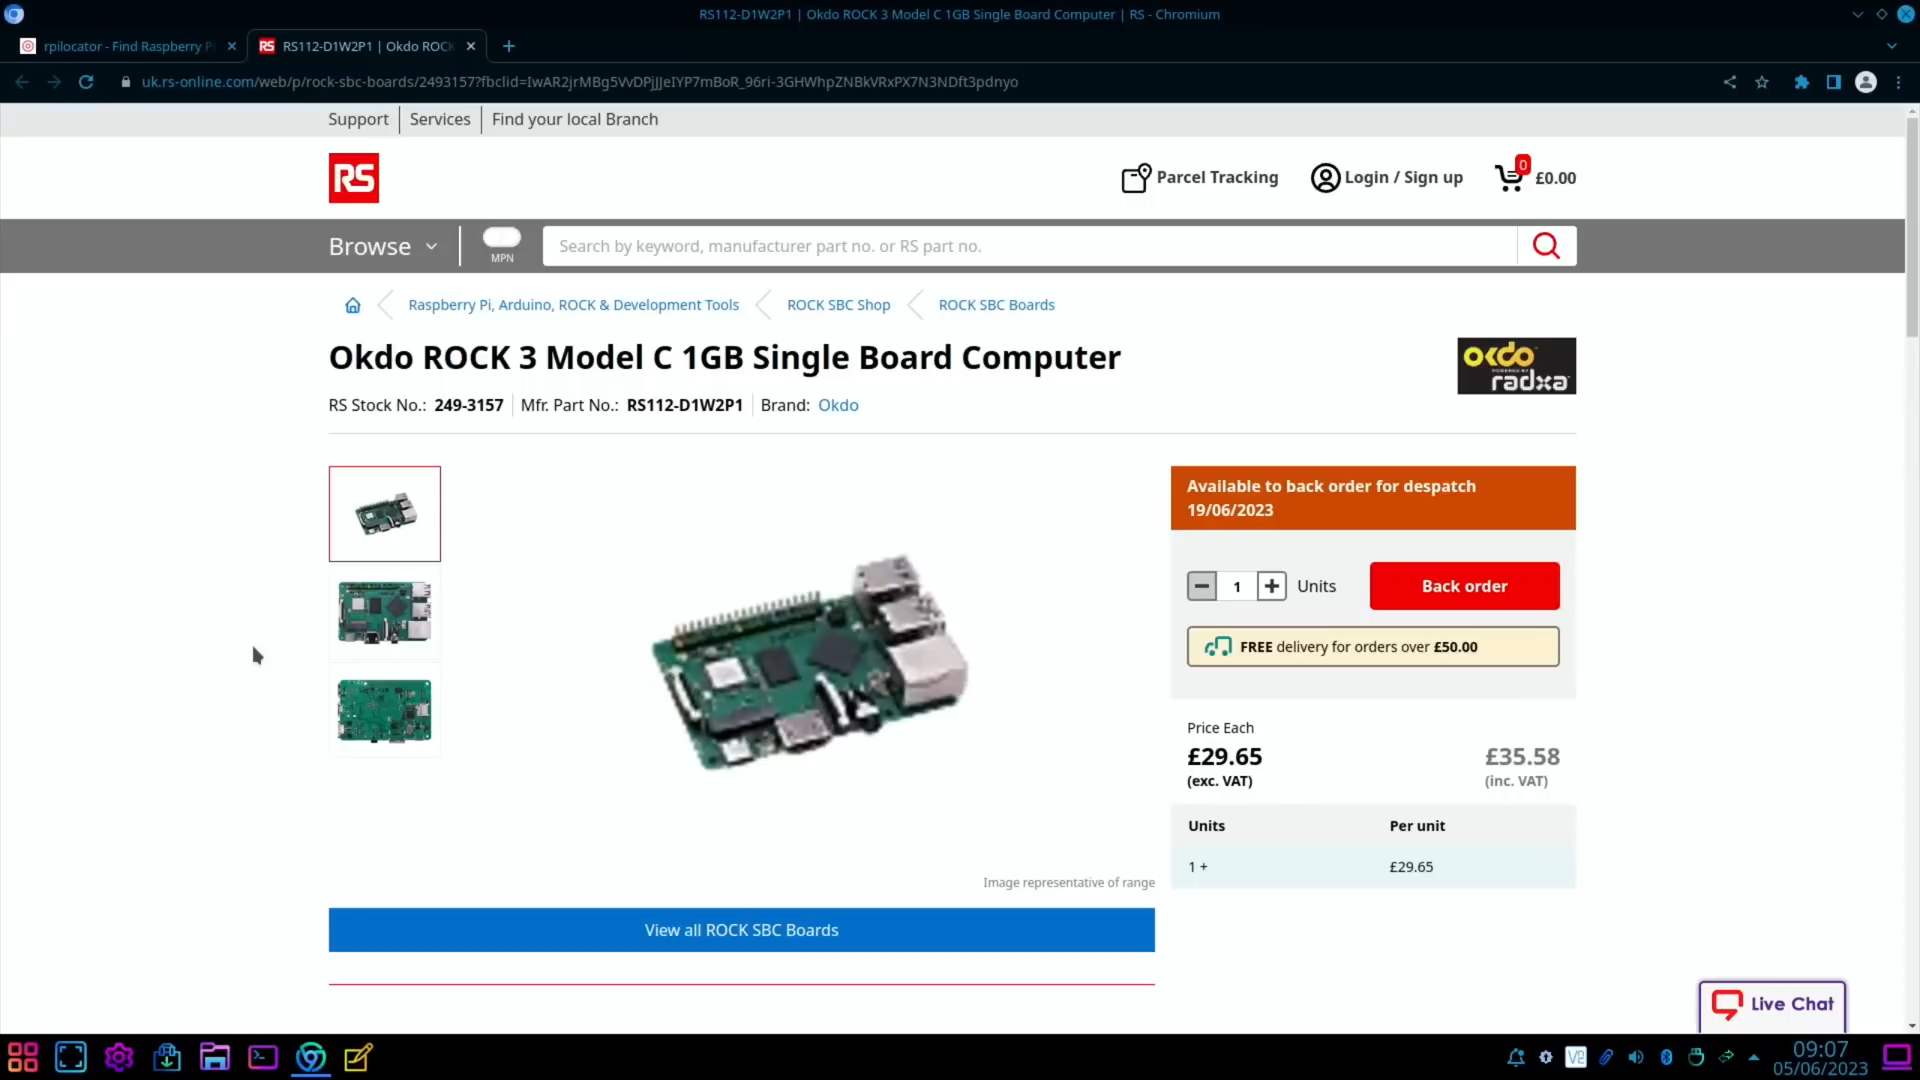 RS112-D1W2P1 | Okdo ROCK 3 Model C 1GB Single Board Computer | RS - Chromium
rpilocator - Find Raspberry P
RS RS112-D1W2P1 | Okdo ROCK
uk.rs-online.com/web/p/rock-sbc-boards/2493157?fbclid=IwAR2jrMBg5VvDPjJJeIYP7mBoR_96ri-3GHWhpZNBkVRxPX7N3NDft3pdnyo
Support Services Find your local Branch
RS
Parcel Tracking
Login / Sign up
0
£0.00
Browse
MPN
Search by keyword, manufacturer part no. or RS part no.
Raspberry Pi, Arduino, ROCK & Development Tools
ROCK SBC Shop
ROCK SBC Boards
Okdo ROCK 3 Model C 1GB Single Board Computer
okdo
POWERED BY
radxa
RS Stock No.: 249-3157 Mfr. Part No.: RS112-D1W2P1 Brand: Okdo
Available to back order for despatch
19/06/2023
1 Units
Back order
FREE delivery for orders over £50.00
Price Each
£29.65 £35.58
(exc. VAT) (inc. VAT)
Units Per unit
1 + £29.65
Image representative of range
View all ROCK SBC Boards
Live Chat
09:07
05/06/2023